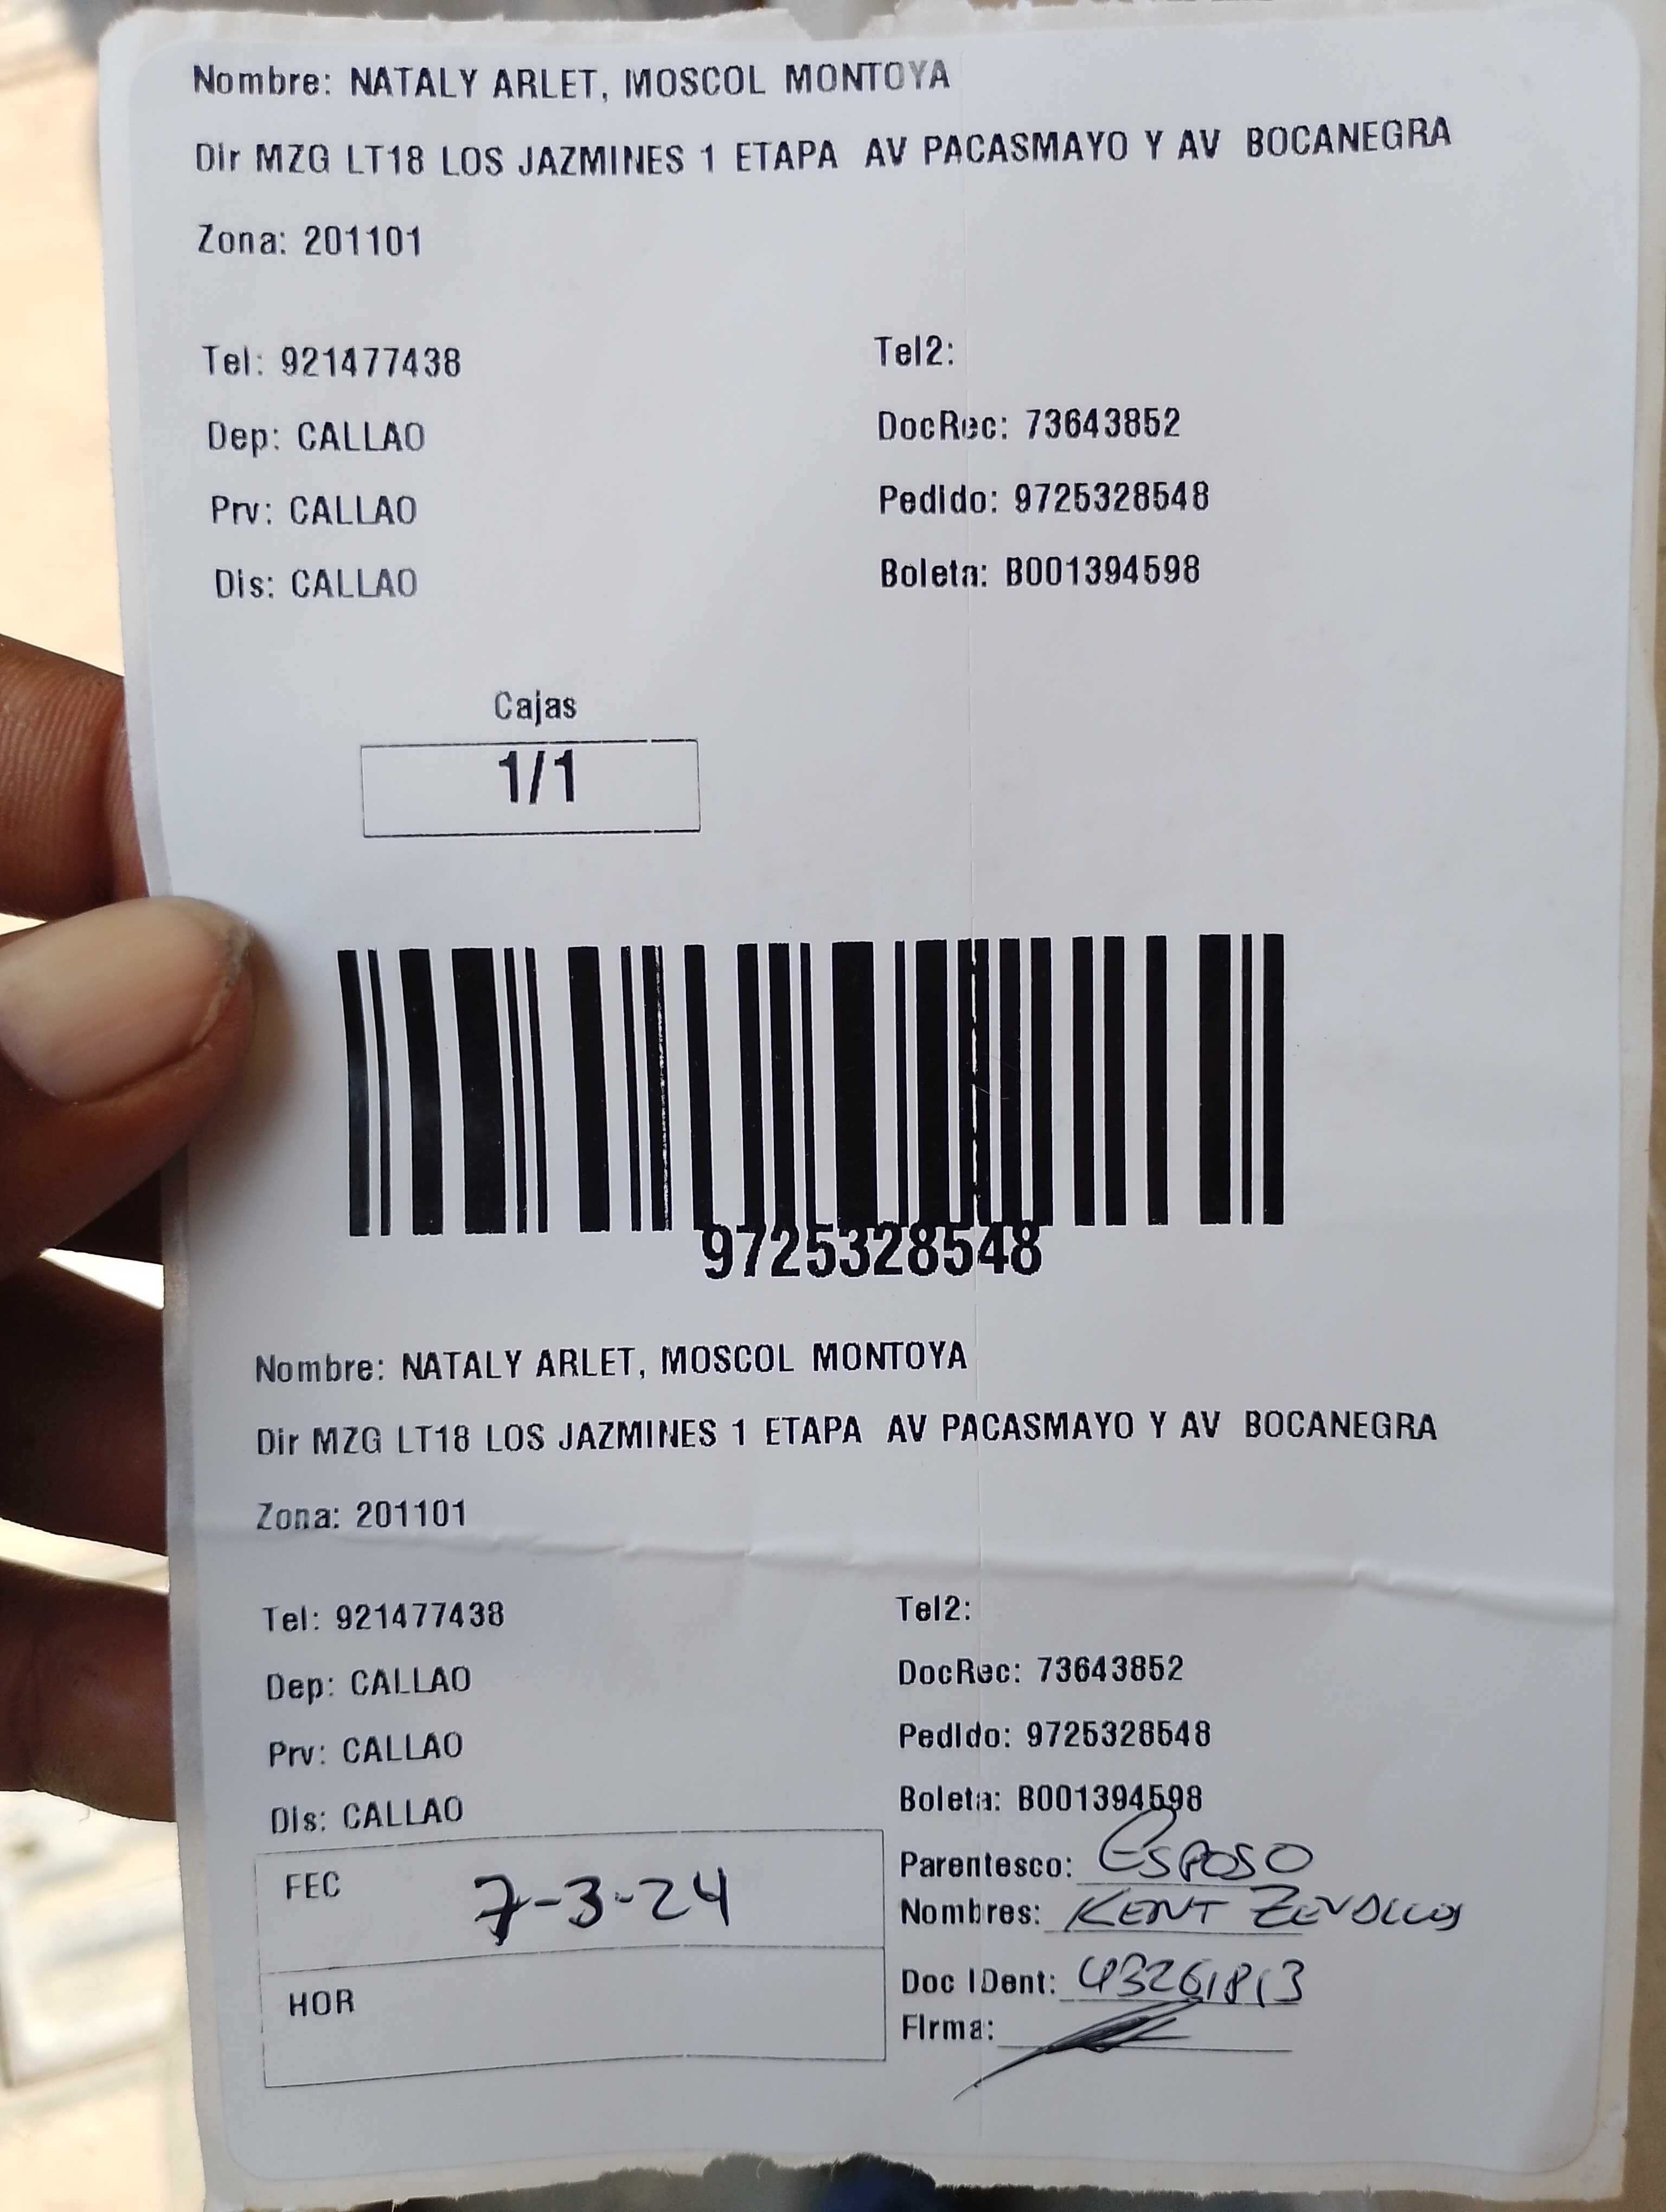 Nombre: NATALY ARLET, MOSCOL MONTOYA
Dir MZG LT18 LOS JAZMINES 1 ETAPA AV PACASMAYO Y AV BOCANEGRA
Zona: 201101
Tel: 921477438
Tel2:
Dep: CALLAO
DocRec: 73643852
Prv: CALLAO
Pedido: 9725328548
Dis: CALLAO
Boleta: B001394598
Cajas
1/1
9725328548
Nombre: NATALY ARLET, MOSCOL MONTOYA
Dir MZG LT18 LOS JAZMINES 1 ETAPA AV PACASMAYO Y AV BOCANEGRA
Zona: 201101
Tel: 921477438
Tel2:
Dep: CALLAO
DocRec: 73643852
Prv: CALLAO
Pedido: 9725328548
Dis: CALLAO
Boleta: B001394598
FEC 7-3-24
HOR
Parentesco: ESPOSO
Nombres: KENT ZEVALLOS
Doc IDent: 43261813
Firma: